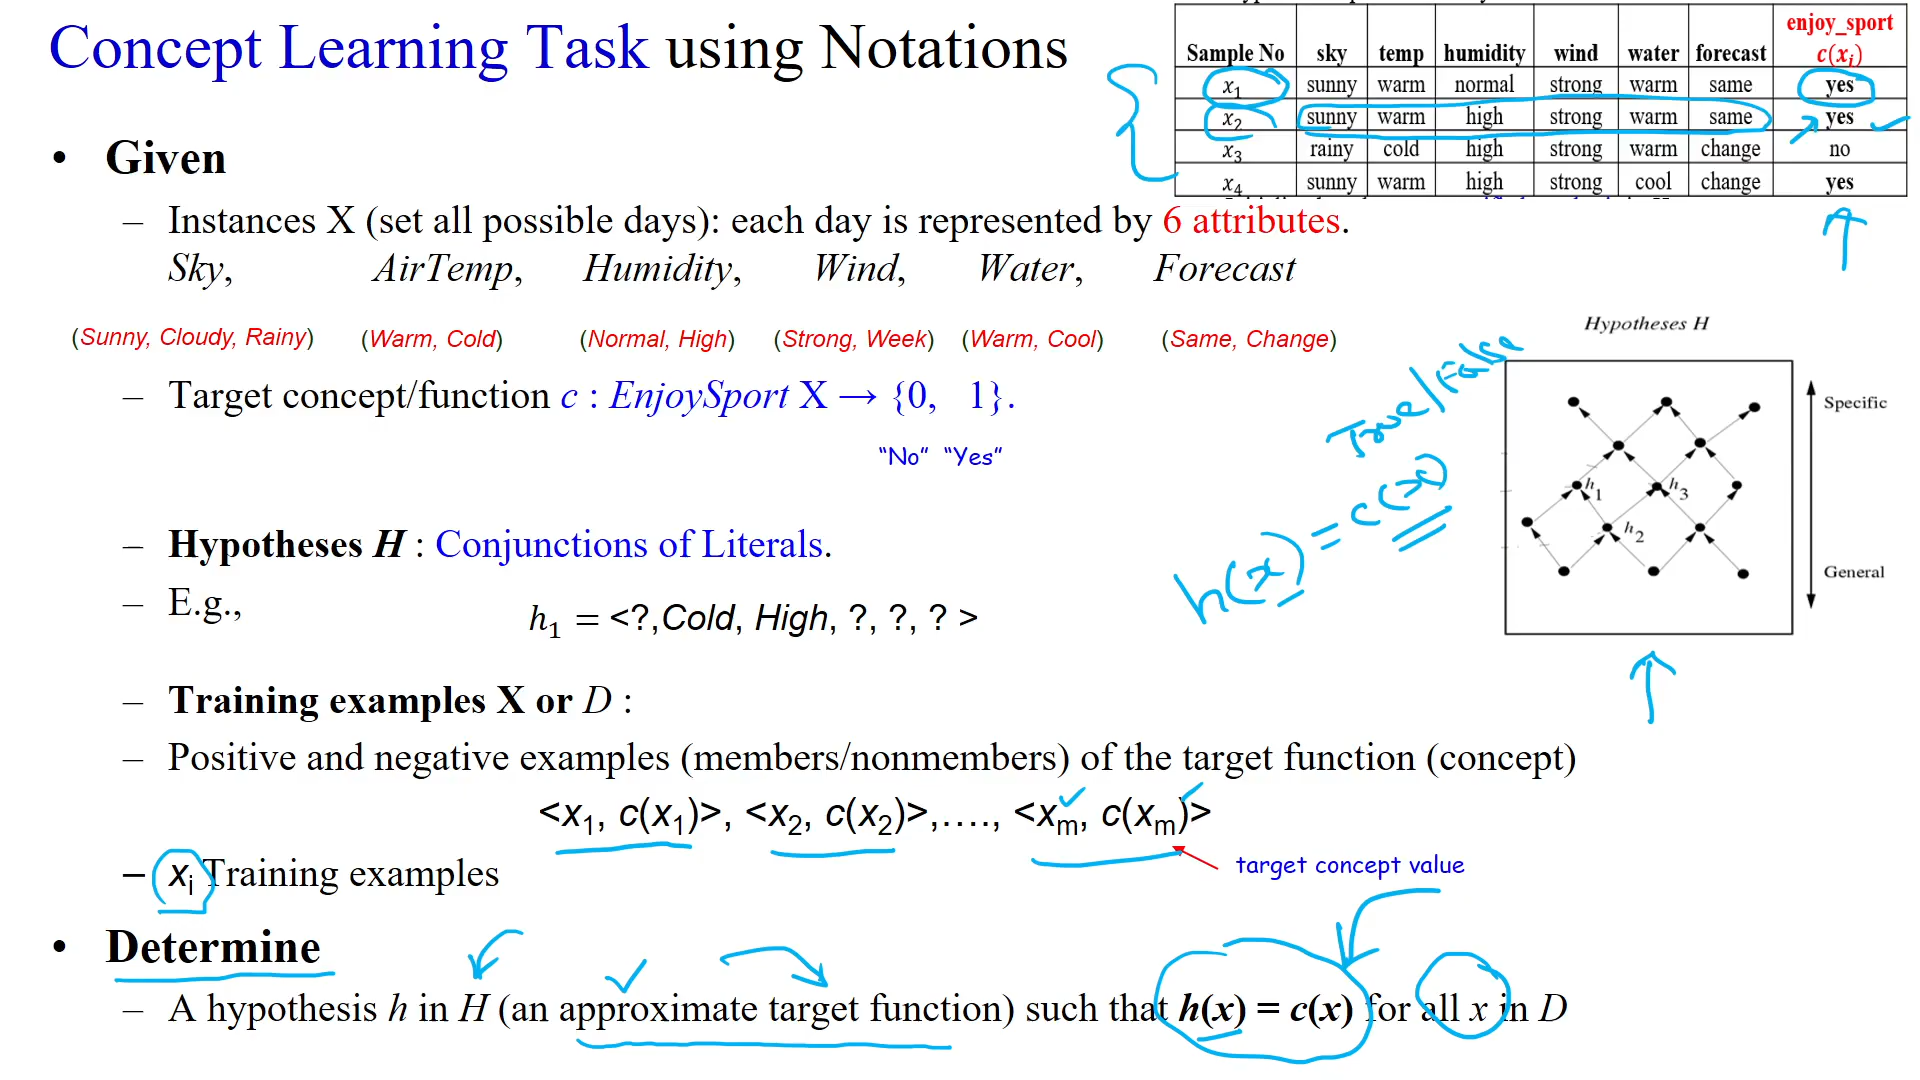 Concept Learning Task using Notations
Sample No sky temp humidity wind water forecast enjoy_sport c(xᵢ)
x₁ sunny warm normal strong warm same yes
x₂ sunny warm high strong warm same yes
x₃ rainy cold high strong warm change no
x₄ sunny warm high strong cool change yes
• Given
– Instances X (set all possible days): each day is represented by 6 attributes.
Sky, AirTemp, Humidity, Wind, Water, Forecast
(Sunny, Cloudy, Rainy) (Warm, Cold) (Normal, High) (Strong, Week) (Warm, Cool) (Same, Change)
– Target concept/function c : EnjoySport X → {0, 1}.
“No” “Yes”
– Hypotheses H : Conjunctions of Literals.
– E.g., h₁ = <?,Cold, High, ?, ?, ? >
True/False
h(x) = c(x)
Hypotheses H
Specific
h₁ h₃
h₂
General
– Training examples X or D :
– Positive and negative examples (members/nonmembers) of the target function (concept)
<x₁, c(x₁)>, <x₂, c(x₂)>,…., <xₘ, c(xₘ)>
target concept value
– xᵢ Training examples
• Determine
– A hypothesis h in H (an approximate target function) such that h(x) = c(x) for all x in D